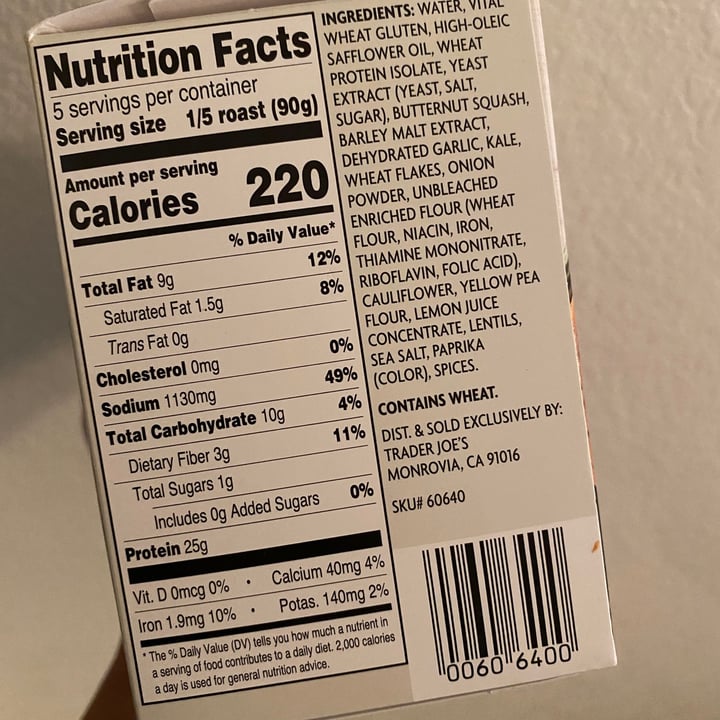 Nutrition Facts
5 servings per container
Serving size 1/5 roast (90g)
Amount per serving
Calories 220
% Daily Value*
Total Fat 9g 12%
Saturated Fat 1.5g 8%
Trans Fat 0g
Cholesterol 0mg 0%
Sodium 1130mg 49%
Total Carbohydrate 10g 4%
Dietary Fiber 3g 11%
Total Sugars 1g
Includes 0g Added Sugars 0%
Protein 25g
Vit. D 0mcg 0% • Calcium 40mg 4%
Iron 1.9mg 10% • Potas. 140mg 2%
* The % Daily Value (DV) tells you how much a nutrient in
a serving of food contributes to a daily diet. 2,000 calories
a day is used for general nutrition advice.
INGREDIENTS: WATER, VITAL
WHEAT GLUTEN, HIGH-OLEIC
SAFFLOWER OIL, WHEAT
PROTEIN ISOLATE, YEAST
EXTRACT (YEAST, SALT,
SUGAR), BUTTERNUT SQUASH,
BARLEY MALT EXTRACT,
DEHYDRATED GARLIC, KALE,
WHEAT FLAKES, ONION
POWDER, UNBLEACHED
ENRICHED FLOUR (WHEAT
FLOUR, NIACIN, IRON,
THIAMINE MONONITRATE,
RIBOFLAVIN, FOLIC ACID),
CAULIFLOWER, YELLOW PEA
FLOUR, LEMON JUICE
CONCENTRATE, LENTILS,
SEA SALT, PAPRIKA
(COLOR), SPICES.
CONTAINS WHEAT.
DIST. & SOLD EXCLUSIVELY BY:
TRADER JOE'S
MONROVIA, CA 91016
SKU# 60640
0060 6400